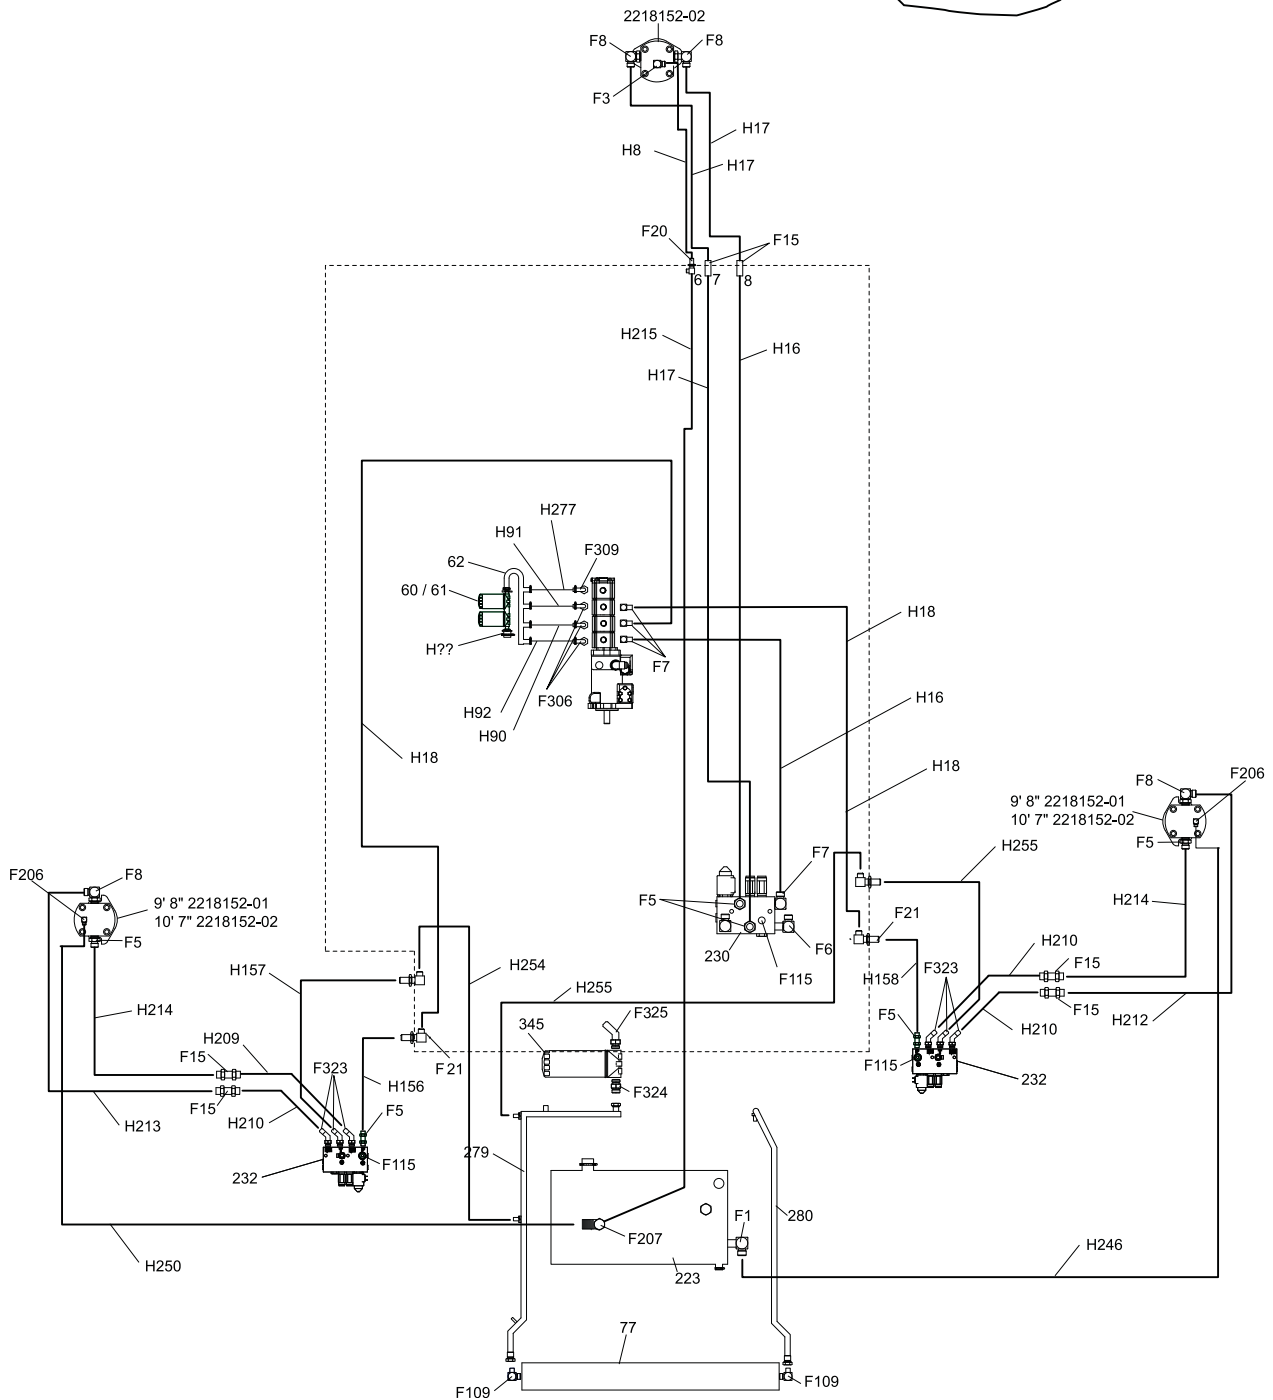 2218152-02
F8
F8
F3
H17
H8
H17
F20
F15
6
7
8
H215
H16
H17
H277
H91
F309
62
60 / 61
H18
H??
F7
F306
H92
H90
H16
H18
H18
F8
F206
9' 8" 2218152-01
10' 7" 2218152-02
F5
H255
F7
F206
F8
9' 8" 2218152-01
10' 7" 2218152-02
F5
H214
F5
F21
F6
230
H210
F15
H157
H254
F115
F323
H158
H255
F15
H214
F325
H210
H212
345
F5
H209
F15
F21
F115
232
F323
H156
F324
F15
H210
F5
H213
279
F115
232
F1
280
F207
H246
H250
223
77
F109
F109